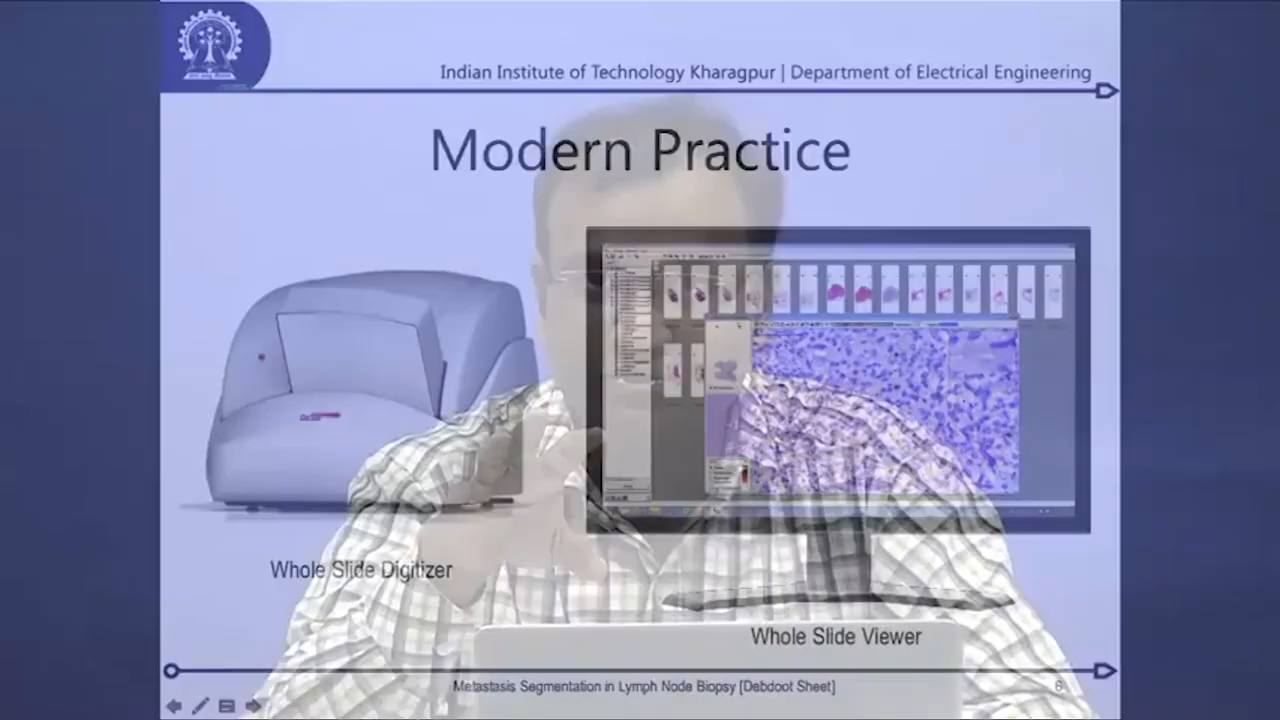 Indian Institute of Technology Kharagpur | Department of Electrical Engineering
Modern Practice
Whole Slide Digitizer
Whole Slide Viewer
Metastasis Segmentation in Lymph Node Biopsy [Debdoot Sheet]
6